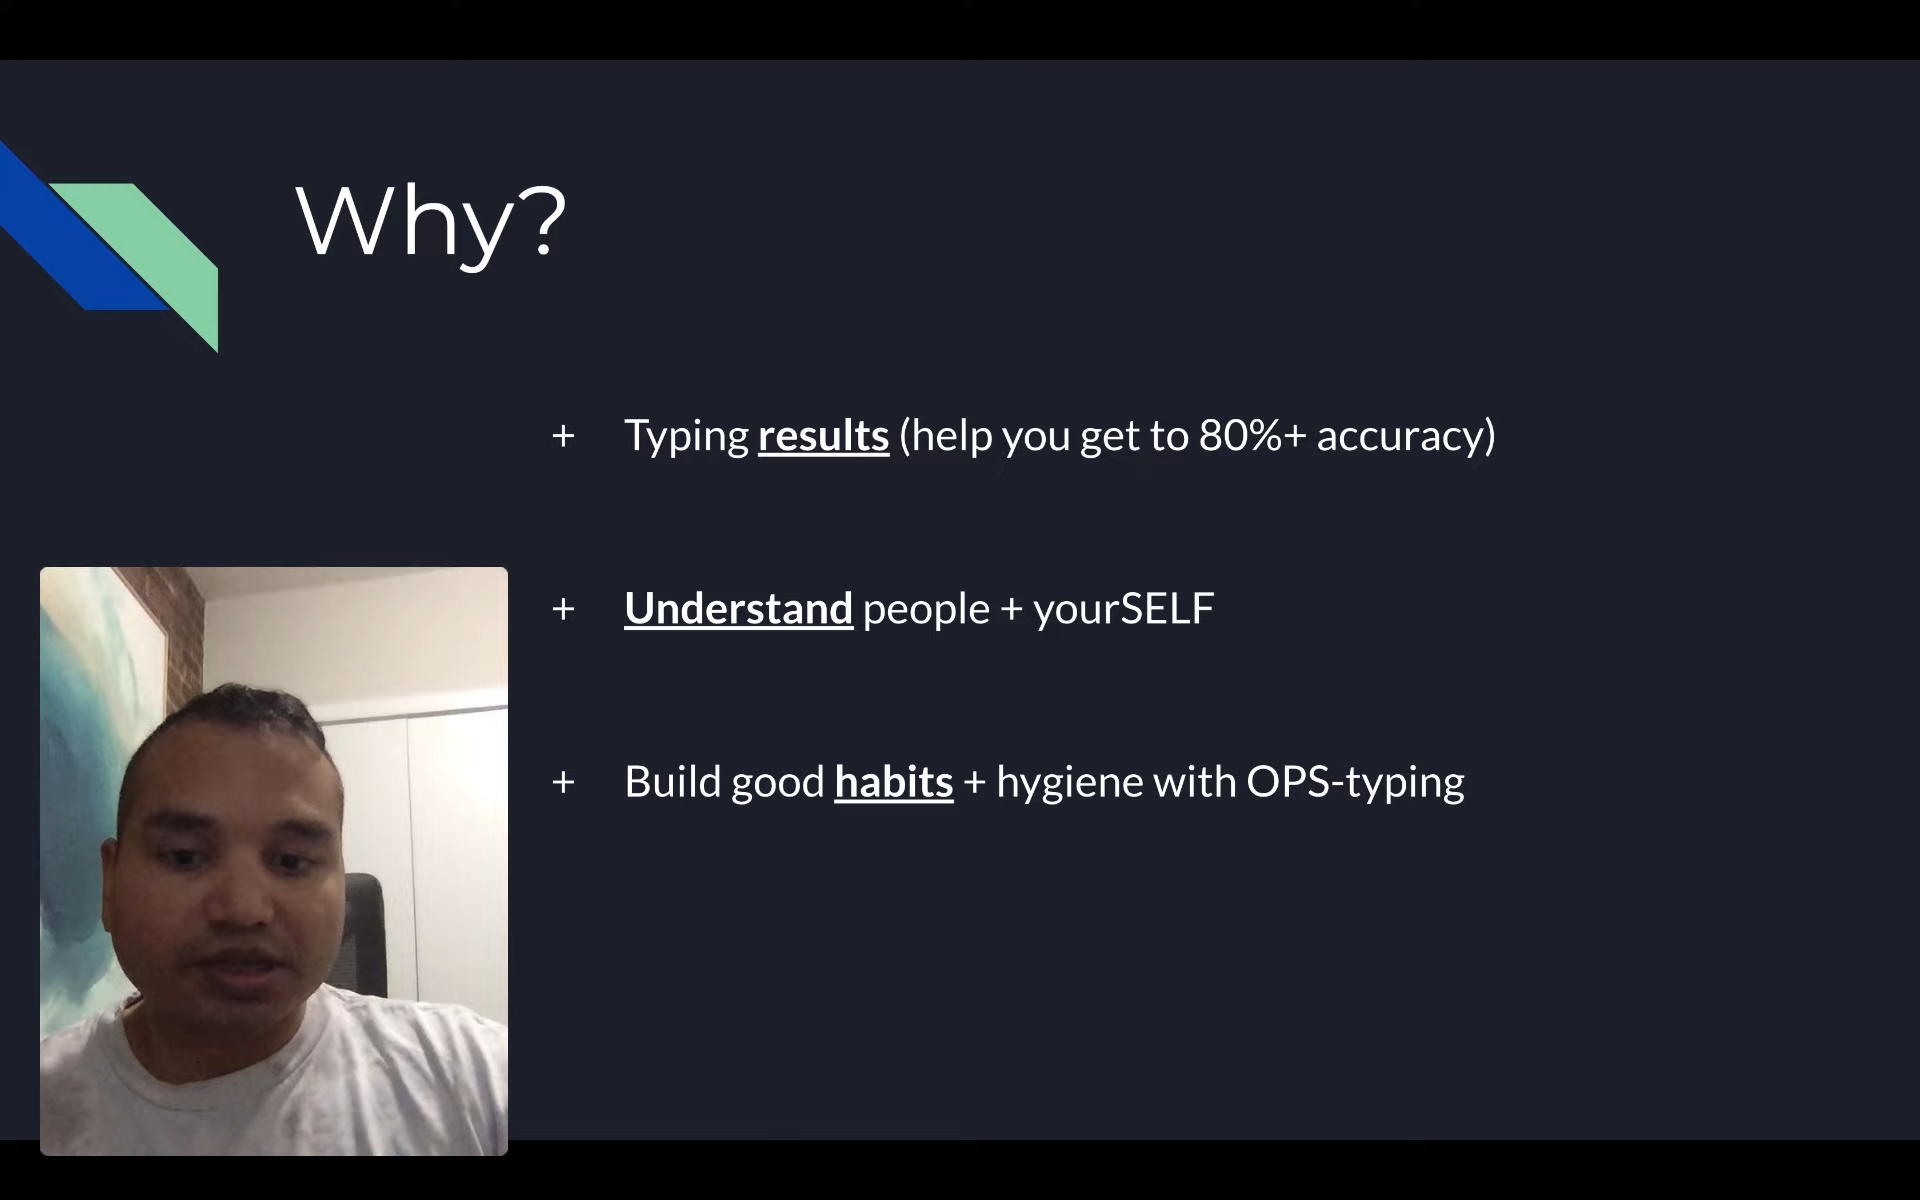 Why?
+ Typing results (help you get to 80%+ accuracy)
+ Understand people + yourSELF
+ Build good habits + hygiene with OPS-typing